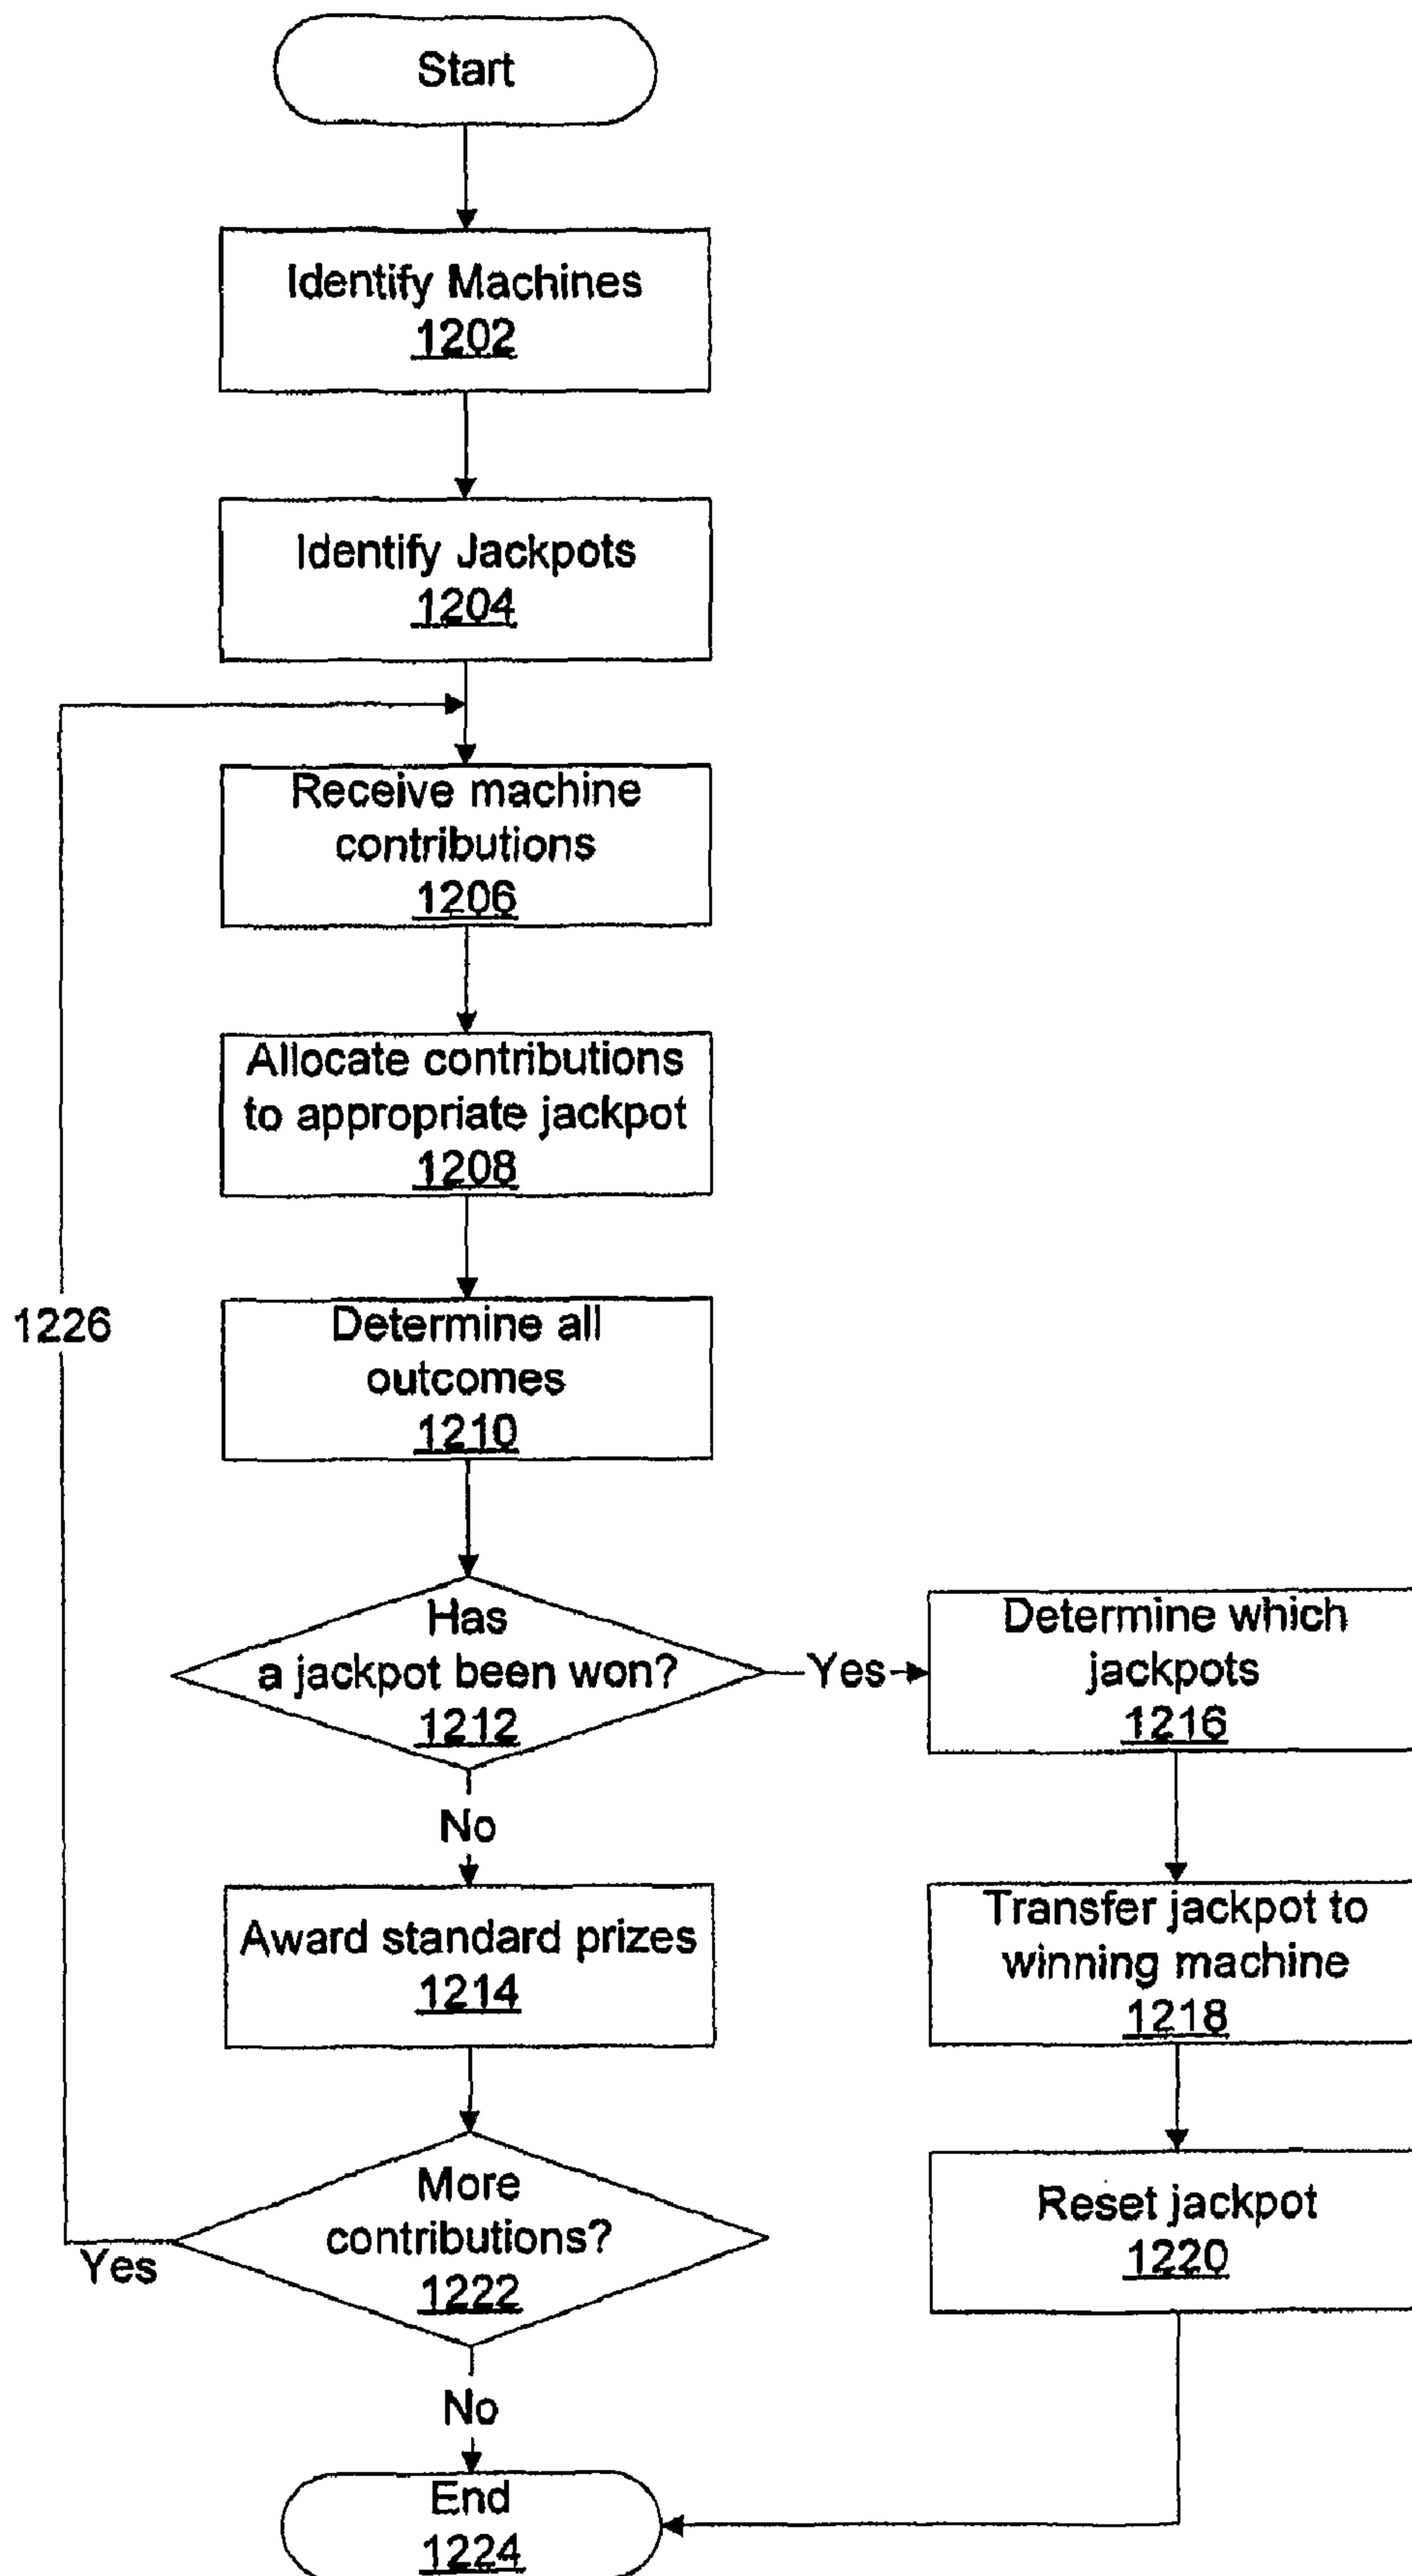 Start
Identify Machines
1202
Identify Jackpots
1204
Receive machine
contributions
1206
Allocate contributions
to appropriate jackpot
1208
Determine all
outcomes
1210
1226
Has
a jackpot been won?
1212
Yes
Determine which
jackpots
1216
No
Award standard prizes
1214
Transfer jackpot to
winning machine
1218
More
contributions?
1222
Yes
Reset jackpot
1220
No
End
1224